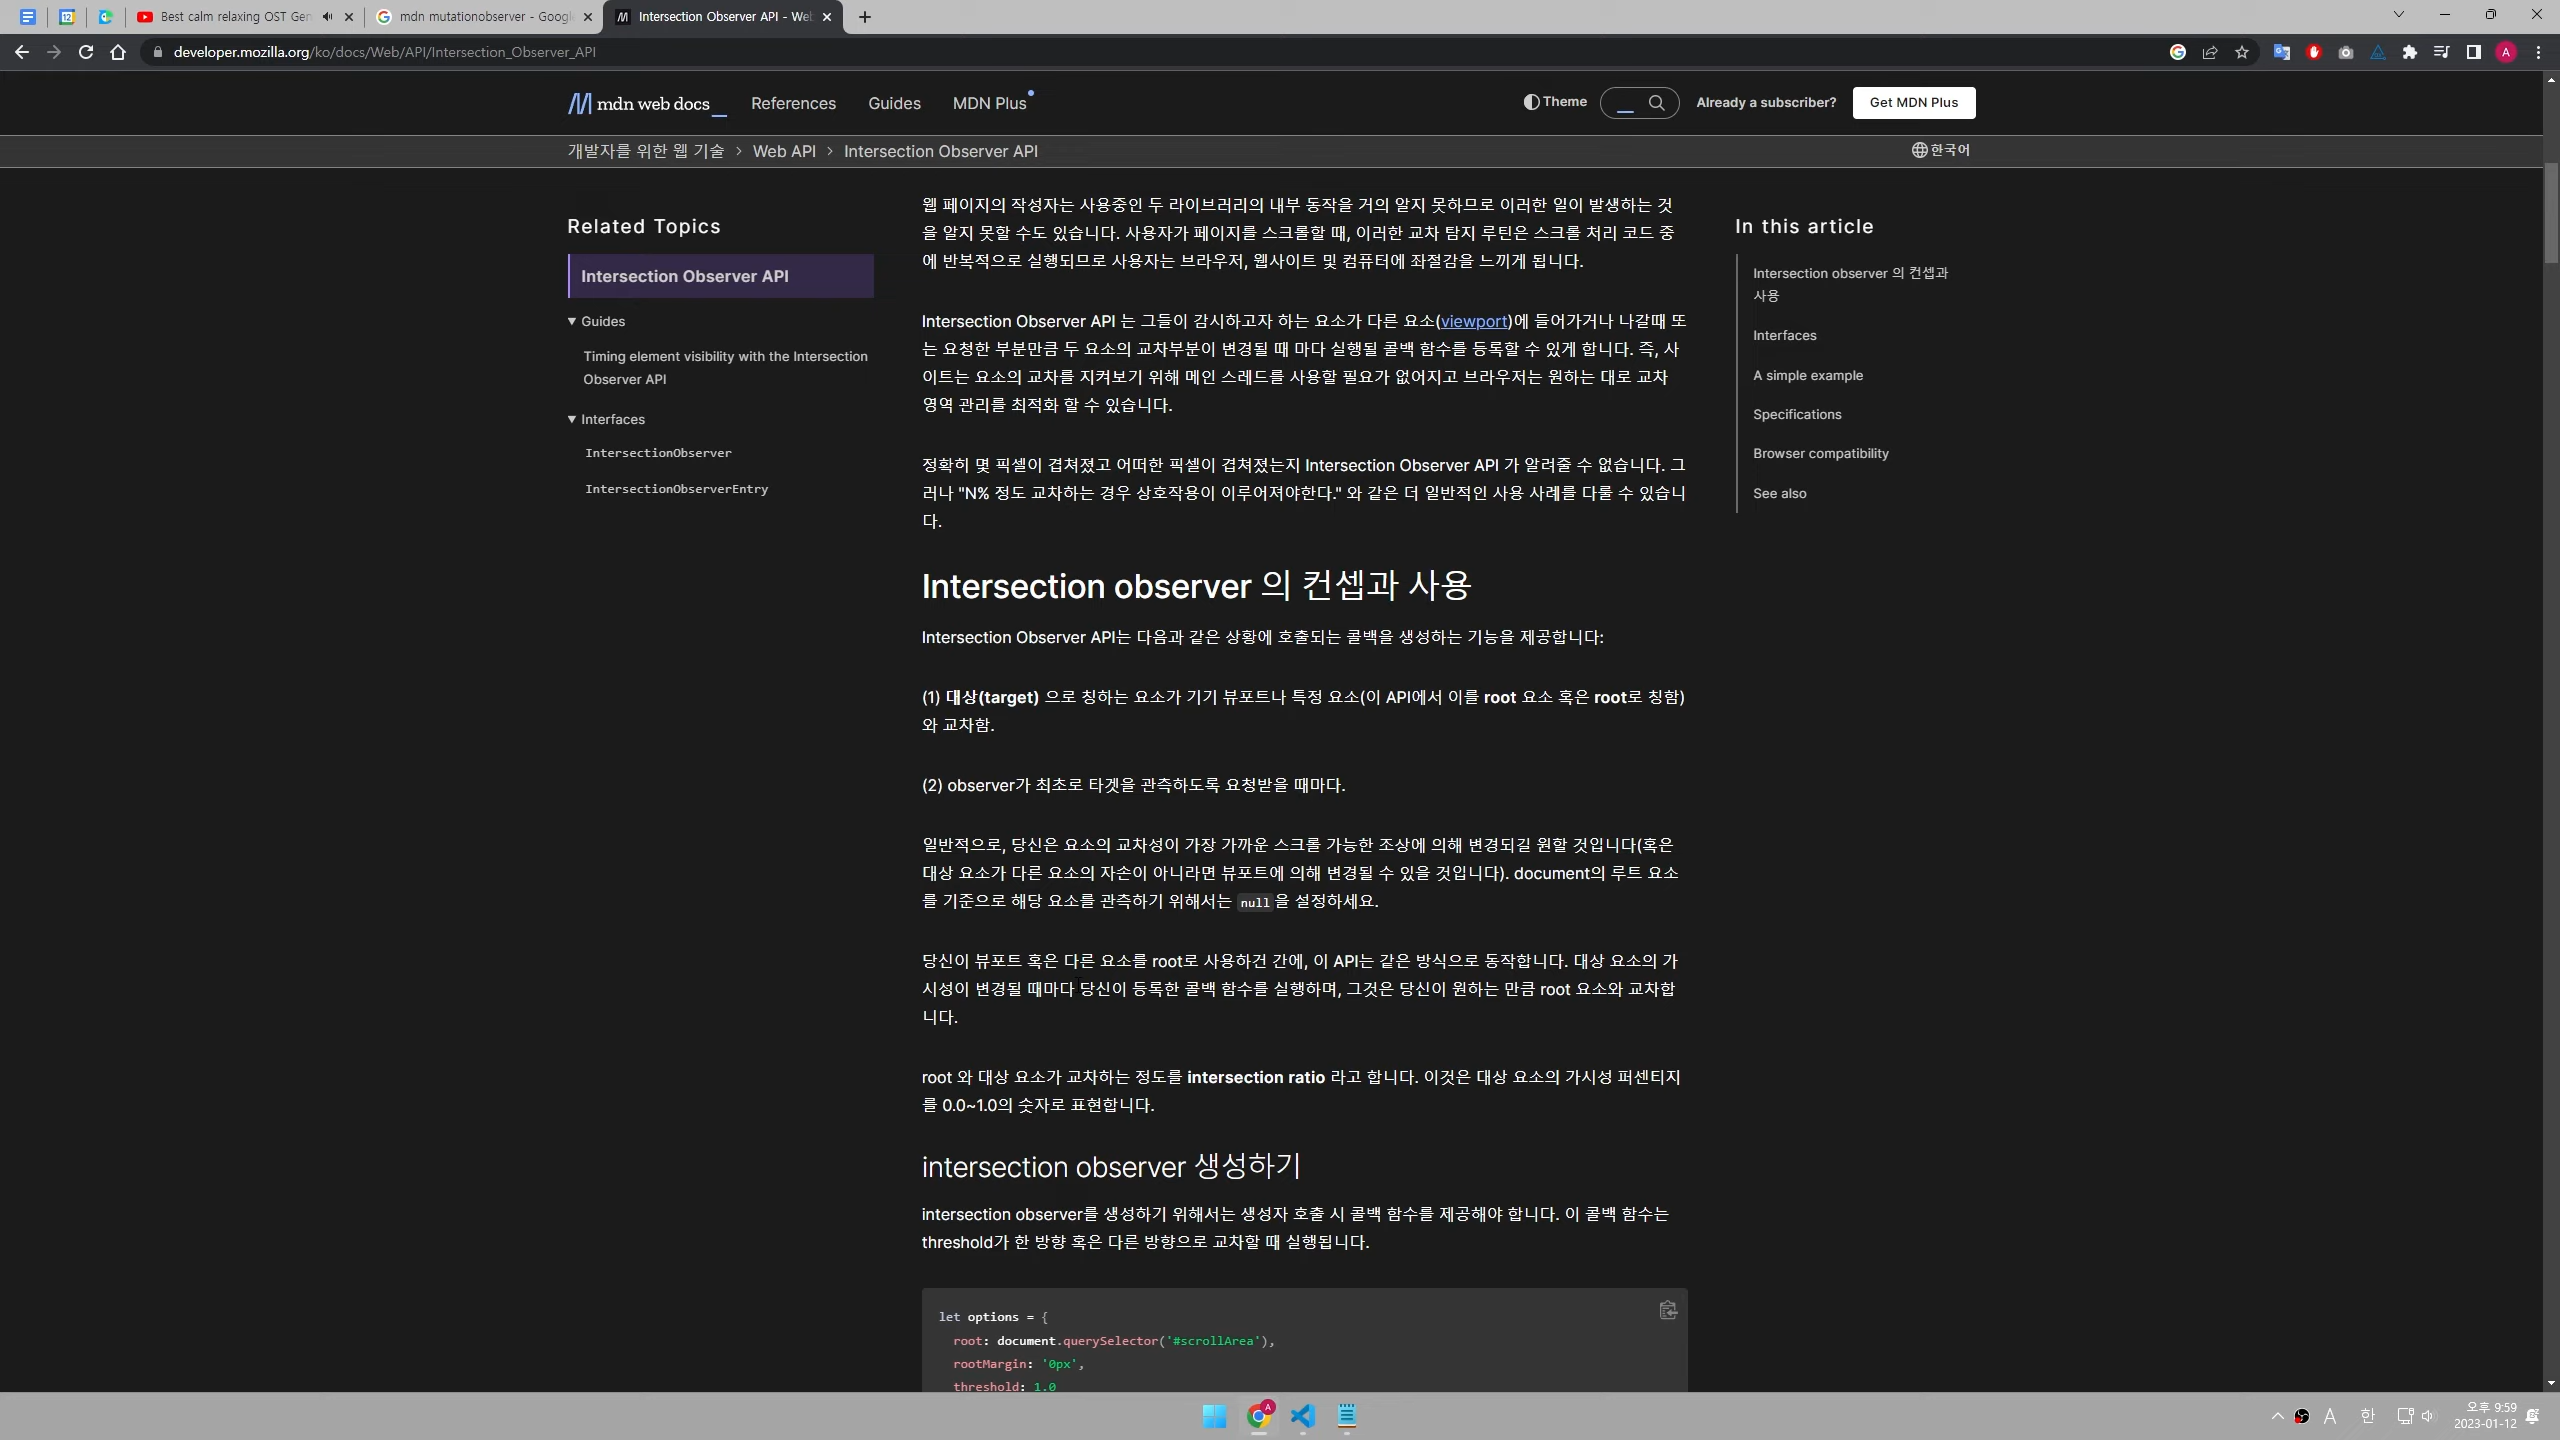 Best calm relaxing OST Gen
mdn mutationobserver - Googl
Intersection Observer API - Web
developer.mozilla.org/ko/docs/Web/API/Intersection_Observer_API
mdn web docs_
References
Guides
MDN Plus
Theme
Already a subscriber?
Get MDN Plus
개발자를 위한 웹 기술 > Web API > Intersection Observer API
한국어
Related Topics
Intersection Observer API
▼ Guides
Timing element visibility with the Intersection
Observer API
▼ Interfaces
IntersectionObserver
IntersectionObserverEntry
웹 페이지의 작성자는 사용중인 두 라이브러리의 내부 동작을 거의 알지 못하므로 이러한 일이 발생하는 것
을 알지 못할 수도 있습니다. 사용자가 페이지를 스크롤할 때, 이러한 교차 탐지 루틴은 스크롤 처리 코드 중
에 반복적으로 실행되므로 사용자는 브라우저, 웹사이트 및 컴퓨터에 좌절감을 느끼게 됩니다.
Intersection Observer API 는 그들이 감시하고자 하는 요소가 다른 요소(viewport)에 들어가거나 나갈때 또
는 요청한 부분만큼 두 요소의 교차부분이 변경될 때 마다 실행될 콜백 함수를 등록할 수 있게 합니다. 즉, 사
이트는 요소의 교차를 지켜보기 위해 메인 스레드를 사용할 필요가 없어지고 브라우저는 원하는 대로 교차
영역 관리를 최적화 할 수 있습니다.
정확히 몇 픽셀이 겹쳐졌고 어떠한 픽셀이 겹쳐졌는지 Intersection Observer API 가 알려줄 수 없습니다. 그
러나 "N% 정도 교차하는 경우 상호작용이 이루어져야한다." 와 같은 더 일반적인 사용 사례를 다룰 수 있습니
다.
Intersection observer 의 컨셉과 사용
Intersection Observer API는 다음과 같은 상황에 호출되는 콜백을 생성하는 기능을 제공합니다:
(1) 대상(target) 으로 칭하는 요소가 기기 뷰포트나 특정 요소(이 API에서 이를 root 요소 혹은 root로 칭함)
와 교차함.
(2) observer가 최초로 타겟을 관측하도록 요청받을 때마다.
일반적으로, 당신은 요소의 교차성이 가장 가까운 스크롤 가능한 조상에 의해 변경되길 원할 것입니다(혹은
대상 요소가 다른 요소의 자손이 아니라면 뷰포트에 의해 변경될 수 있을 것입니다). document의 루트 요소
를 기준으로 해당 요소를 관측하기 위해서는 null을 설정하세요.
당신이 뷰포트 혹은 다른 요소를 root로 사용하건 간에, 이 API는 같은 방식으로 동작합니다. 대상 요소의 가
시성이 변경될 때마다 당신이 등록한 콜백 함수를 실행하며, 그것은 당신이 원하는 만큼 root 요소와 교차합
니다.
root 와 대상 요소가 교차하는 정도를 intersection ratio 라고 합니다. 이것은 대상 요소의 가시성 퍼센티지
를 0.0~1.0의 숫자로 표현합니다.
intersection observer 생성하기
intersection observer를 생성하기 위해서는 생성자 호출 시 콜백 함수를 제공해야 합니다. 이 콜백 함수는
threshold가 한 방향 혹은 다른 방향으로 교차할 때 실행됩니다.
let options = {
root: document.querySelector('#scrollArea'),
rootMargin: '0px',
threshold: 1.0
In this article
Intersection observer 의 컨셉과
사용
Interfaces
A simple example
Specifications
Browser compatibility
See also
A
한
오후 9:59
2023-01-12